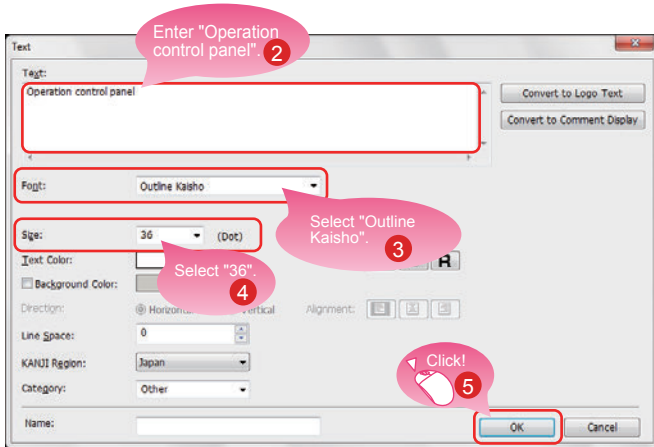 Enter "Operation
control panel". 2
Text
Text:
Operation control panel
Convert to Logo Text
Convert to Comment Display
Font: Outline Kaisho
Select "Outline
Kaisho". 3
Size: 36 (Dot)
Select "36". 4
Text Color: R
Background Color:
Direction: Alignment:
Line Space: 0
KANJI Region: Japan
Category: Other
Click! 5
Name:
OK Cancel